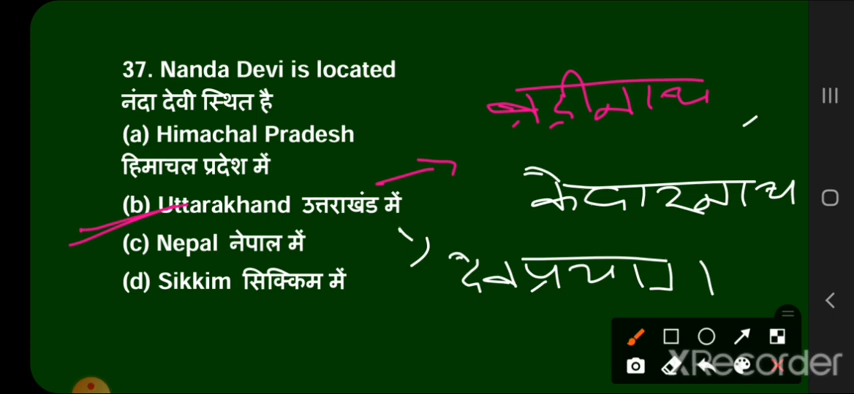 37. Nanda Devi is located
नंदा देवी स्थित है
(a) Himachal Pradesh
हिमाचल प्रदेश में
(b) Uttarakhand उत्तराखंड में
(c) Nepal नेपाल में
(d) Sikkim सिक्किम में
बद्रीनाथ
केदारनाथ
देवप्रयाग
XRecorder